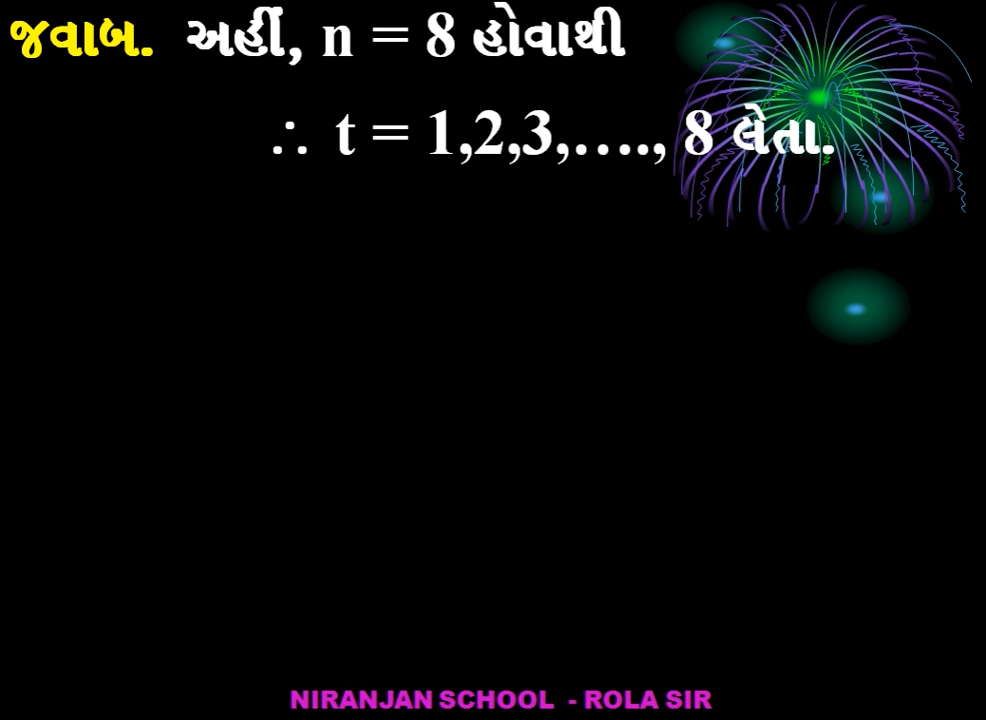 જવાબ. અહીં, n = 8 હોવાથી
∴ t = 1,2,3,…., 8 લેતા.
NIRANJAN SCHOOL - ROLA SIR